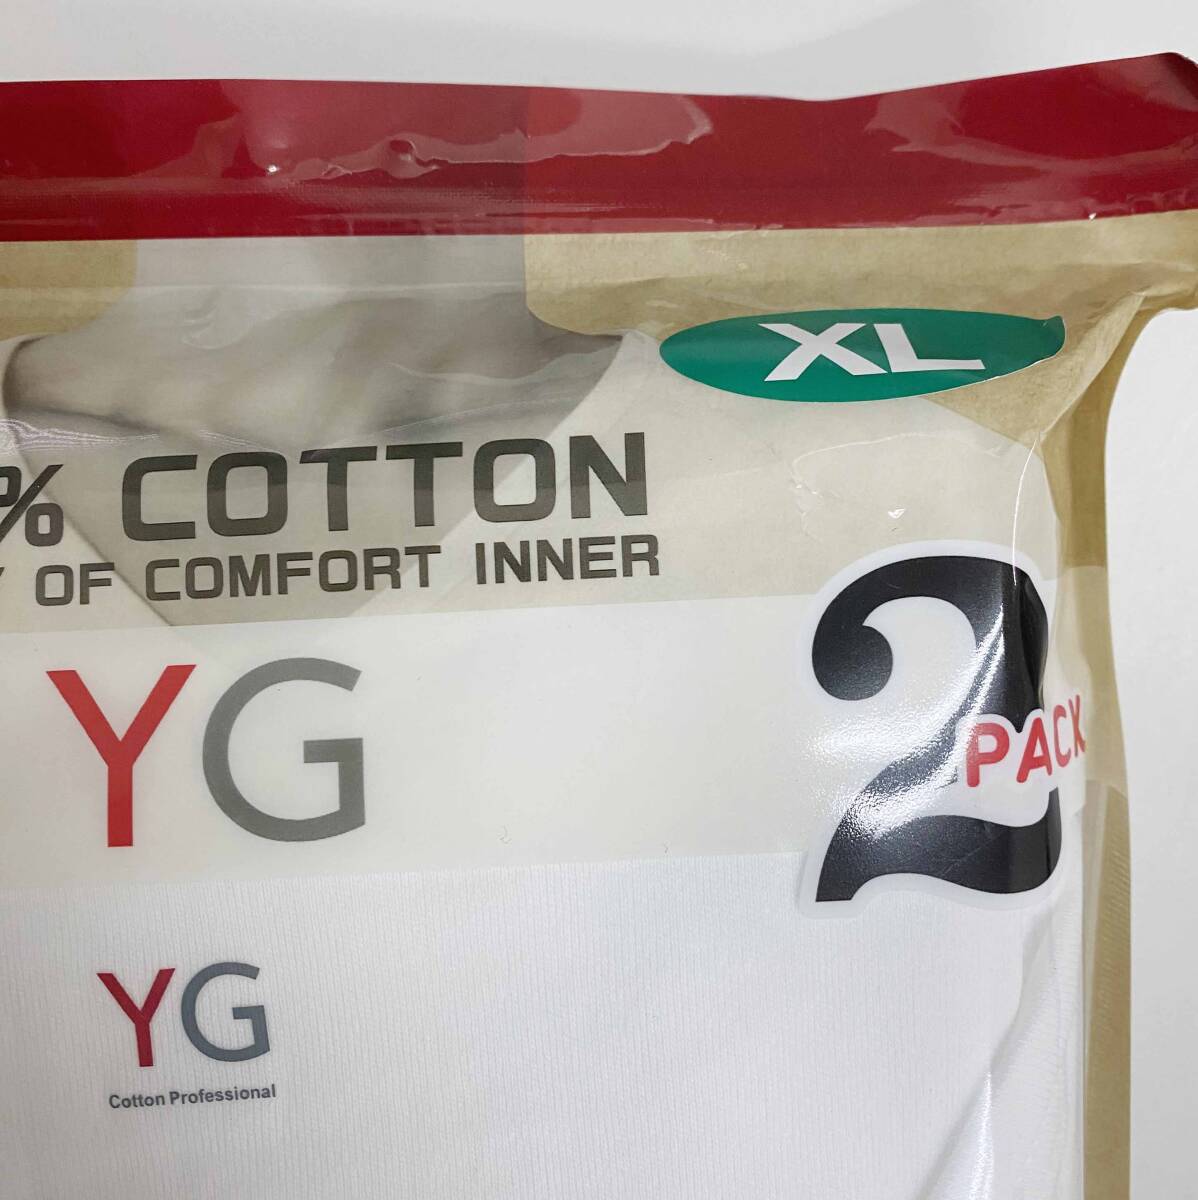 XL
% COTTON
OF COMFORT INNER
YG
2
PACK
YG
Cotton Professional